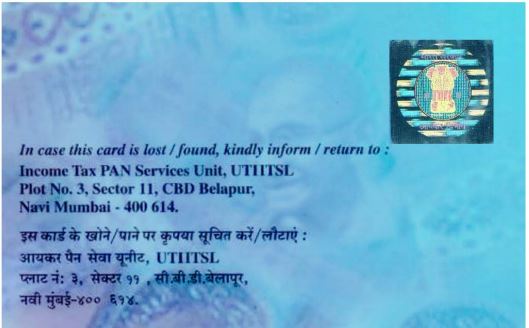 In case this card is lost / found, kindly inform / return to :
Income Tax PAN Services Unit, UTIITSL
Plot No. 3, Sector 11, CBD Belapur,
Navi Mumbai - 400 614.
इस कार्ड के खोने/पाने पर कृपया सूचित करें/लौटाएं :
आयकर पैन सेवा यूनीट, UTIITSL
प्लाट नं: ३, सेक्टर ११ , सी.बी.डी.बेलापूर,
नवी मुंबई-४०० ६१४.